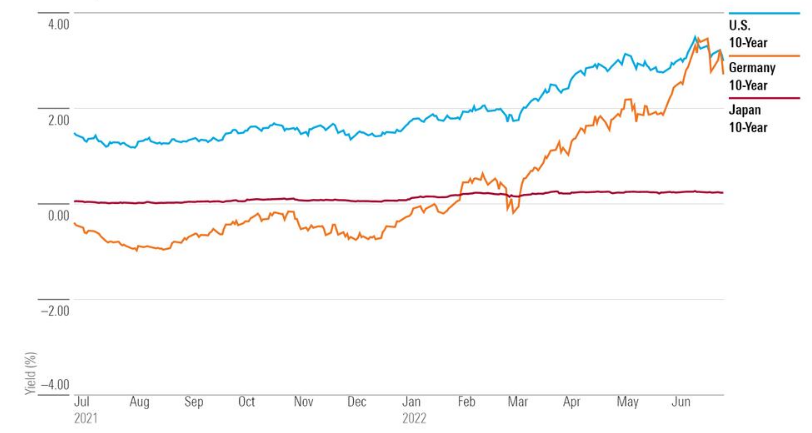 4.00
2.00
0.00
–2.00
–4.00
Yield (%)
Jul Aug Sep Oct Nov Dec Jan Feb Mar Apr May Jun
2021 2022
U.S.
10-Year
Germany
10-Year
Japan
10-Year